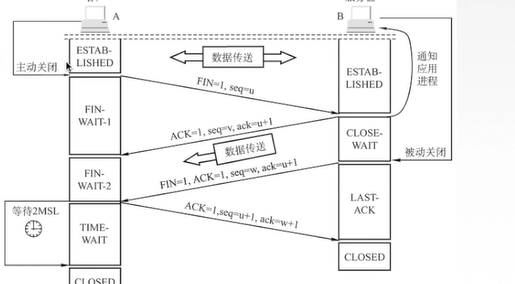 A
B
ESTAB-
LISHED
数据传送
通知
应用
进程
主动关闭
FIN=1, seq=u
ESTAB-
LISHED
FIN-
WAIT-1
ACK=1, seq=v, ack=u+1
CLOSE-
WAIT
数据传送
被动关闭
FIN=1, ACK=1, seq=w, ack=u+1
FIN-
WAIT-2
LAST-
ACK
等待2MSL
ACK=1,seq=u+1, ack=w+1
TIME-
WAIT
CLOSED
CLOSED